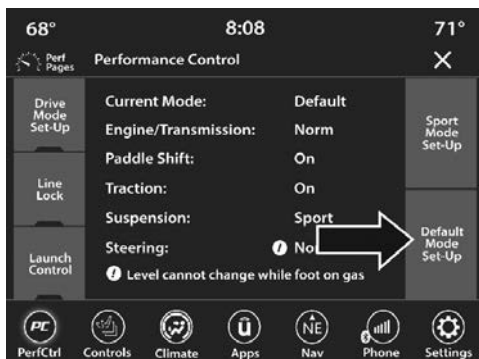 68° 8:08 71°
Perf
Pages
Performance Control
Drive
Mode
Set-Up
Line
Lock
Launch
Control
Current Mode: Default
Engine/Transmission: Norm
Paddle Shift: On
Traction: On
Suspension: Sport
Steering: No
Level cannot change while foot on gas
Sport
Mode
Set-Up
Default
Mode
Set-Up
PC
PerfCtrl
Controls
Climate
û
Apps
NE
Nav
Phone
Settings